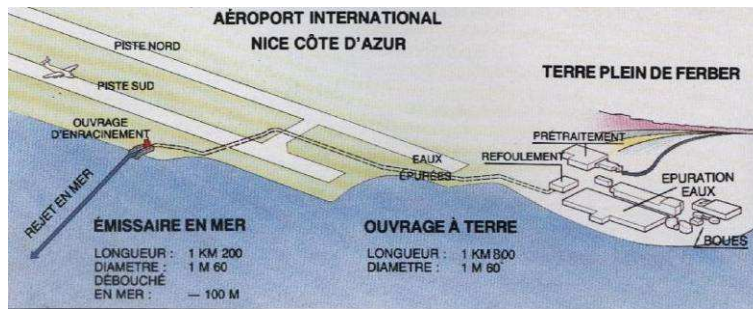 AÉROPORT INTERNATIONAL
NICE CÔTE D'AZUR
PISTE NORD
PISTE SUD
TERRE PLEIN DE FERBER
OUVRAGE
D'ENRACINEMENT
PRÉTRAITEMENT
REFOULEMENT
EAUX
ÉPURÉES
EPURATION
EAUX
REJET EN MER
BOUES
ÉMISSAIRE EN MER
LONGUEUR : 1 KM 200
DIAMETRE : 1 M 60
DÉBOUCHÉ
EN MER : — 100 M
OUVRAGE À TERRE
LONGUEUR : 1 KM 800
DIAMETRE : 1 M 60